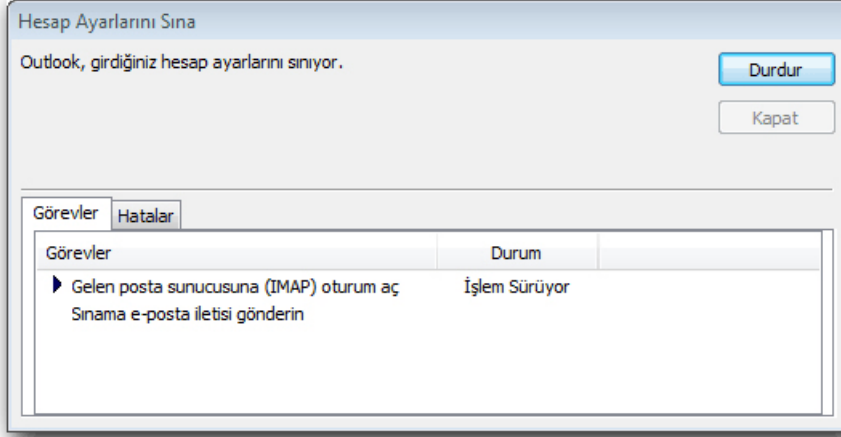 Hesap Ayarlarını Sına
Outlook, girdiğiniz hesap ayarlarını sınıyor.
Durdur
Kapat
Görevler Hatalar
Görevler Durum
Gelen posta sunucusuna (IMAP) oturum aç İşlem Sürüyor
Sınama e-posta iletisi gönderin